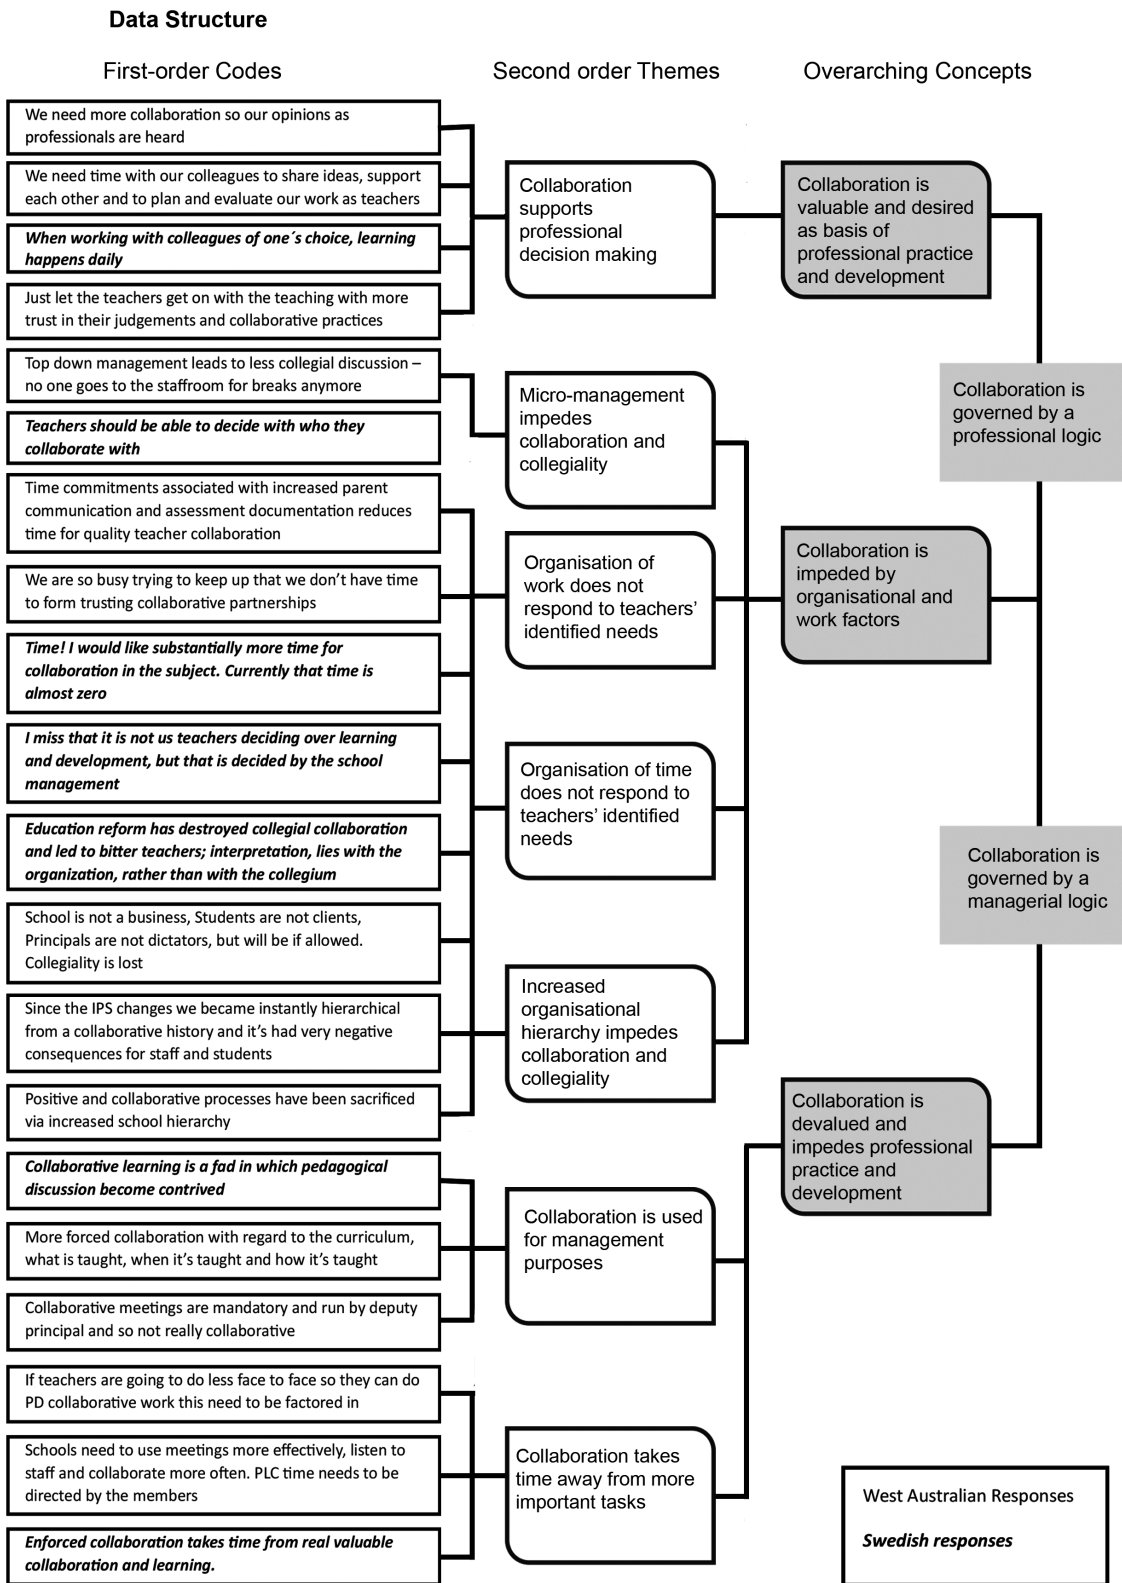 Data Structure
First-order Codes
Second order Themes
Overarching Concepts
We need more collaboration so our opinions as
professionals are heard
We need time with our colleagues to share ideas, support
each other and to plan and evaluate our work as teachers
When working with colleagues of one´s choice, learning
happens daily
Just let the teachers get on with the teaching with more
trust in their judgements and collaborative practices
Top down management leads to less collegial discussion –
no one goes to the staffroom for breaks anymore
Teachers should be able to decide with who they
collaborate with
Time commitments associated with increased parent
communication and assessment documentation reduces
time for quality teacher collaboration
We are so busy trying to keep up that we don’t have time
to form trusting collaborative partnerships
Time! I would like substantially more time for
collaboration in the subject. Currently that time is
almost zero
I miss that it is not us teachers deciding over learning
and development, but that is decided by the school
management
Education reform has destroyed collegial collaboration
and led to bitter teachers; interpretation, lies with the
organization, rather than with the collegium
School is not a business, Students are not clients,
Principals are not dictators, but will be if allowed.
Collegiality is lost
Since the IPS changes we became instantly hierarchical
from a collaborative history and it’s had very negative
consequences for staff and students
Positive and collaborative processes have been sacrificed
via increased school hierarchy
Collaborative learning is a fad in which pedagogical
discussion become contrived
More forced collaboration with regard to the curriculum,
what is taught, when it’s taught and how it’s taught
Collaborative meetings are mandatory and run by deputy
principal and so not really collaborative
If teachers are going to do less face to face so they can do
PD collaborative work this need to be factored in
Schools need to use meetings more effectively, listen to
staff and collaborate more often. PLC time needs to be
directed by the members
Enforced collaboration takes time from real valuable
collaboration and learning.
Collaboration
supports
professional
decision making
Micro-management
impedes
collaboration and
collegiality
Organisation of
work does not
respond to teachers’
identified needs
Organisation of time
does not respond to
teachers’ identified
needs
Increased
organisational
hierarchy impedes
collaboration and
collegiality
Collaboration is used
for management
purposes
Collaboration takes
time away from more
important tasks
Collaboration is
valuable and desired
as basis of
professional practice
and development
Collaboration is
impeded by
organisational and
work factors
Collaboration is
devalued and
impedes professional
practice and
development
Collaboration is
governed by a
professional logic
Collaboration is
governed by a
managerial logic
West Australian Responses
Swedish responses